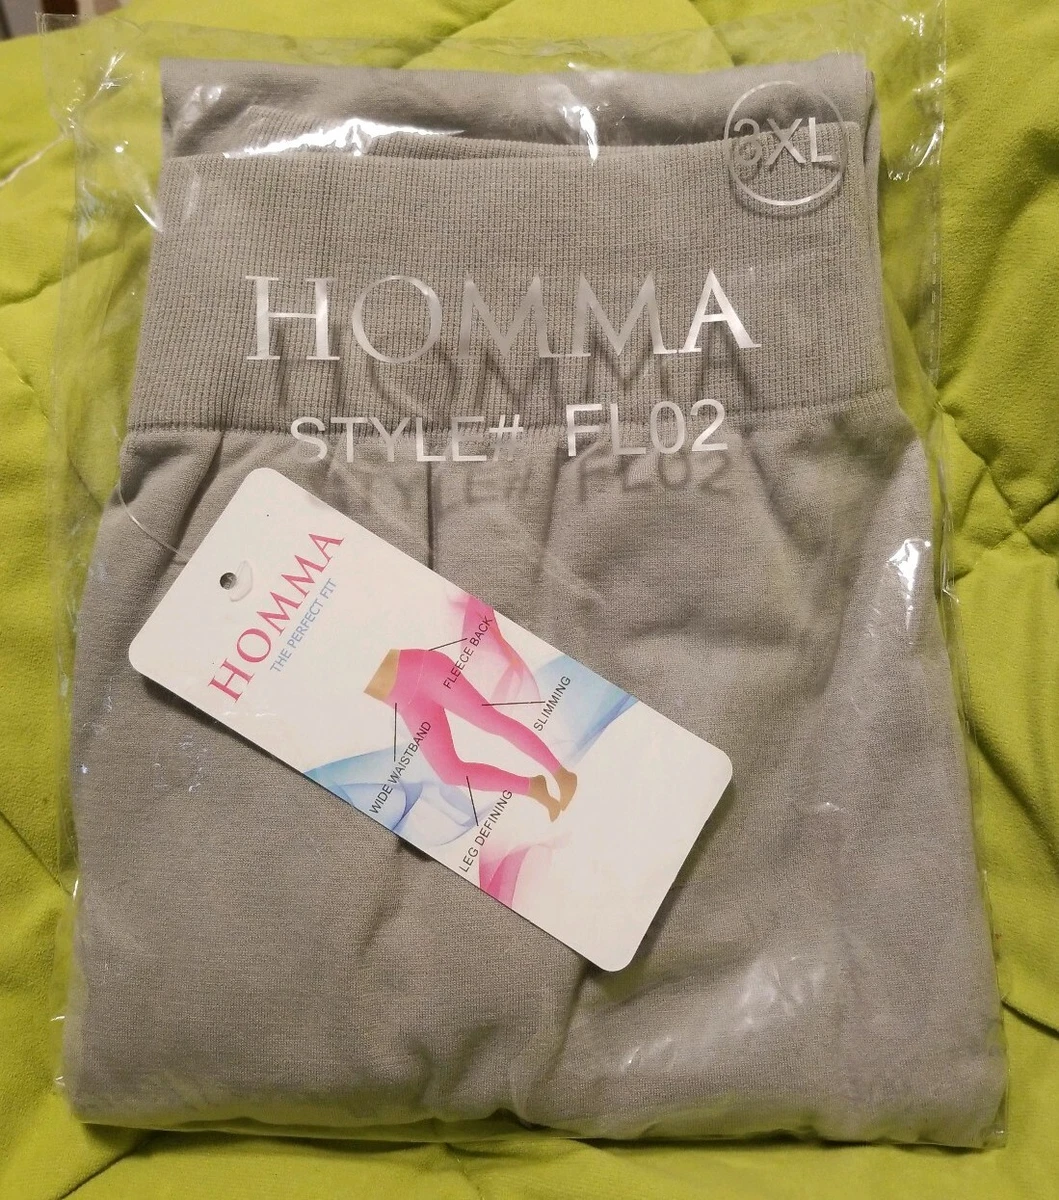 3XL
HOMMA
STYLE# FL02
HOMMA
THE PERFECT FIT
FLEECE BACK
SLIMMING
WIDE WAISTBAND
LEG DEFINING